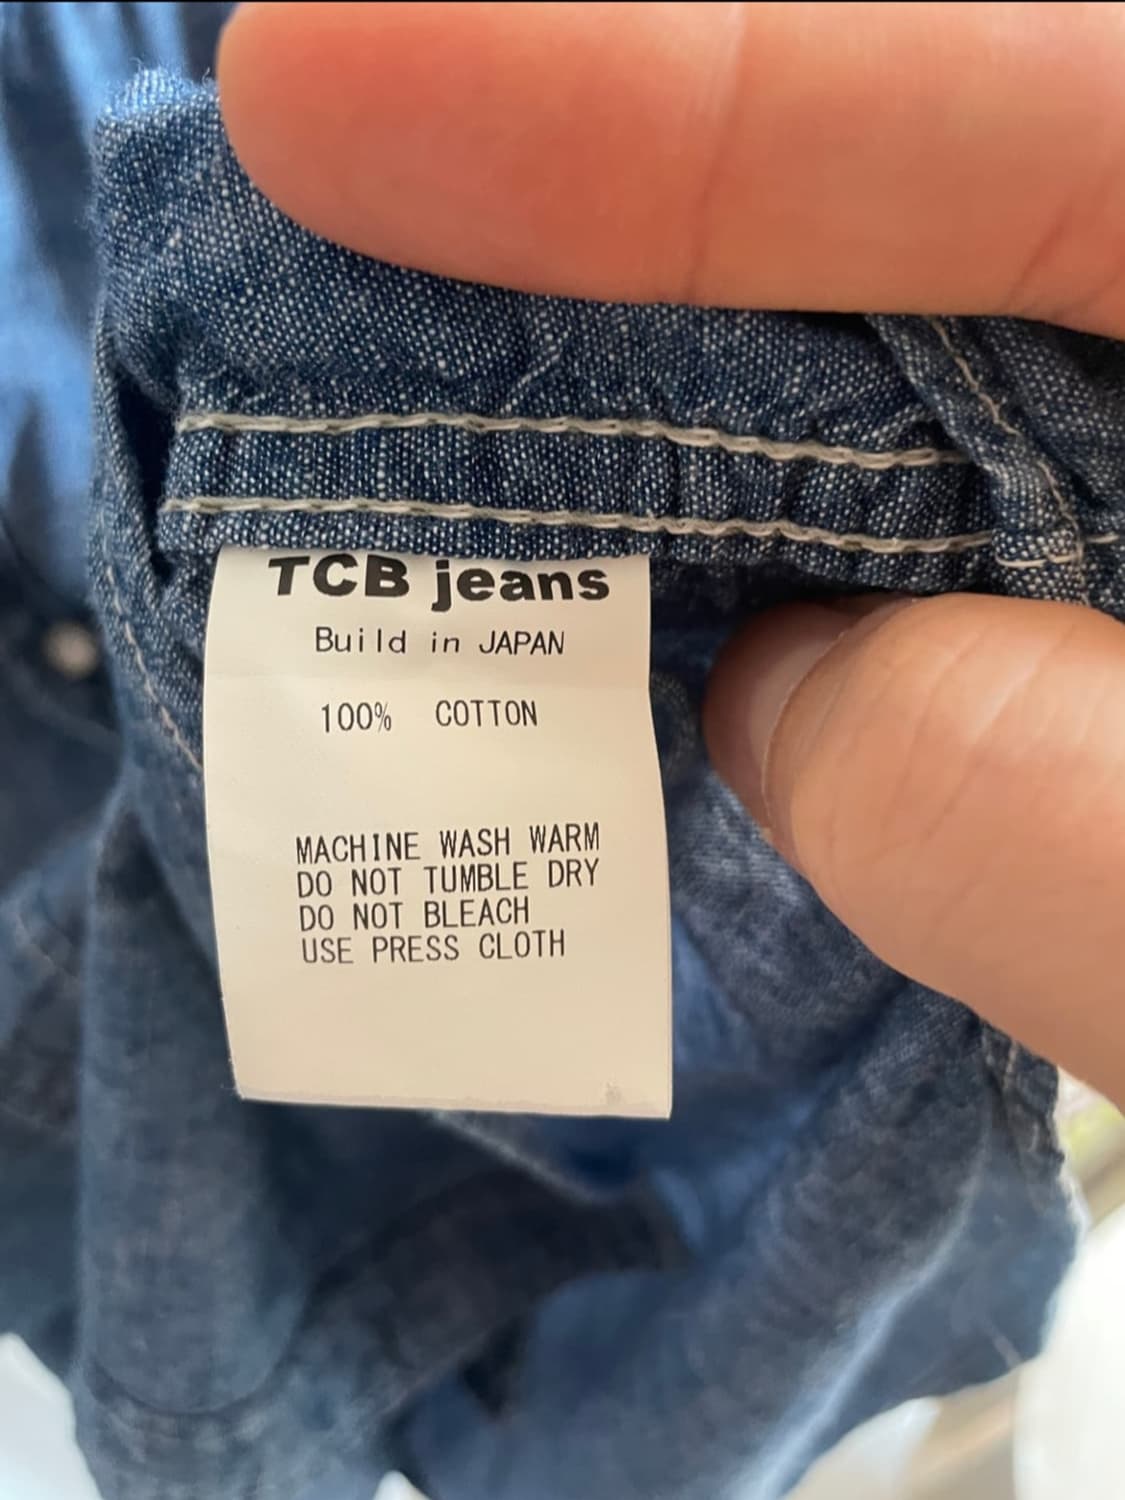 TCB jeans
Build in JAPAN
100% COTTON
MACHINE WASH WARM
DO NOT TUMBLE DRY
DO NOT BLEACH
USE PRESS CLOTH